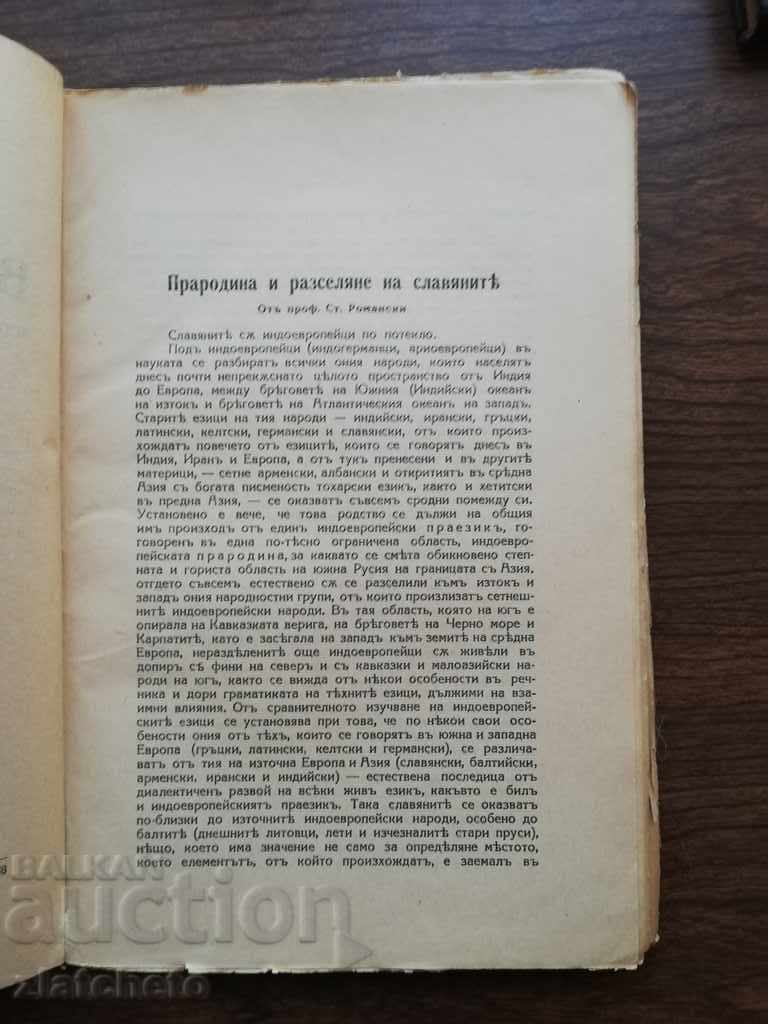 Прародина и разселяне на славянитѣ
Отъ проф. Ст. Романски
Славянитѣ сѫ индоевропейци по потекло.
Подъ индоевропейци (индогерманци, ариоевропейци) въ
науката се разбиратъ всички ония народи, които населятъ
днесъ почти непрекѫснато цѣлото пространство отъ Индия
до Европа, между брѣговетѣ на Южния (Индийски) океанъ
на изтокъ и брѣговетѣ на Атлантическия океанъ на западъ.
Старитѣ езици на тия народи — индийски, ирански, гръцки,
латински, келтски, германски и славянски, отъ които произ-
хождатъ повечето отъ езицитѣ, които се говорятъ днесъ въ
Индия, Иранъ и Европа, а отъ тукъ пренесени и въ другитѣ
материци, — сетне арменски, албански и откритиятъ въ срѣдна
Азия съ богата писменость тохарски езикъ, както и хетитски
въ предна Азия, — се оказватъ съвсемъ сродни помежду си.
Установено е вече, че това родство се дължи на общия
имъ произходъ отъ единъ индоевропейски праезикъ, го-
воренъ въ една по-тѣсно ограничена область, индоевро-
пейската прародина, за каквато се смѣта обикновено степ-
ната и гориста область на южна Русия на границата съ Азия,
отгдето съвсемъ естествено сѫ се разселили къмъ изтокъ и
западъ ония народностни групи, отъ които произлизатъ сетнеш-
нитѣ индоевропейски народи. Въ тая область, която на югъ е
опирала на Кавказката верига, на брѣговетѣ на Черно море и
Карпатитѣ, като е засѣгала на западъ къмъ земитѣ на срѣдна
Европа, нераздѣленитѣ още индоевропейци сѫ живѣли въ
допиръ съ фини на северъ и съ кавказки и малоазийски на-
роди на югъ, както се вижда отъ нѣкои особености въ реч-
ника и дори граматиката на тѣхнитѣ езици, дължими на вза-
имни влияния. Отъ сравнителното изучване на индоевропей-
скитѣ езици се установява при това, че по нѣкои свои осо-
бености ония отъ тѣхъ, които се говорятъ въ южна и западна
Европа (гръцки, латински, келтски и германски), се различа-
ватъ отъ тия на източна Европа и Азия (славянски, балтийски,
арменски, ирански и индийски) — естествена последица отъ
диалектиченъ развой на всѣки живъ езикъ, какъвто е билъ
и индоевропейскиятъ праезикъ. Така славянитѣ се оказватъ
по-близки до източнитѣ индоевропейски народи, особено до
балтитѣ (днешнитѣ литовци, лети и изчезналитѣ стари пруси),
нѣщо, което има значение не само за опредѣляне мѣстото,
което елементътъ, отъ който произхождатъ, е заемалъ въ
BALKAN
auction
zlatcheto